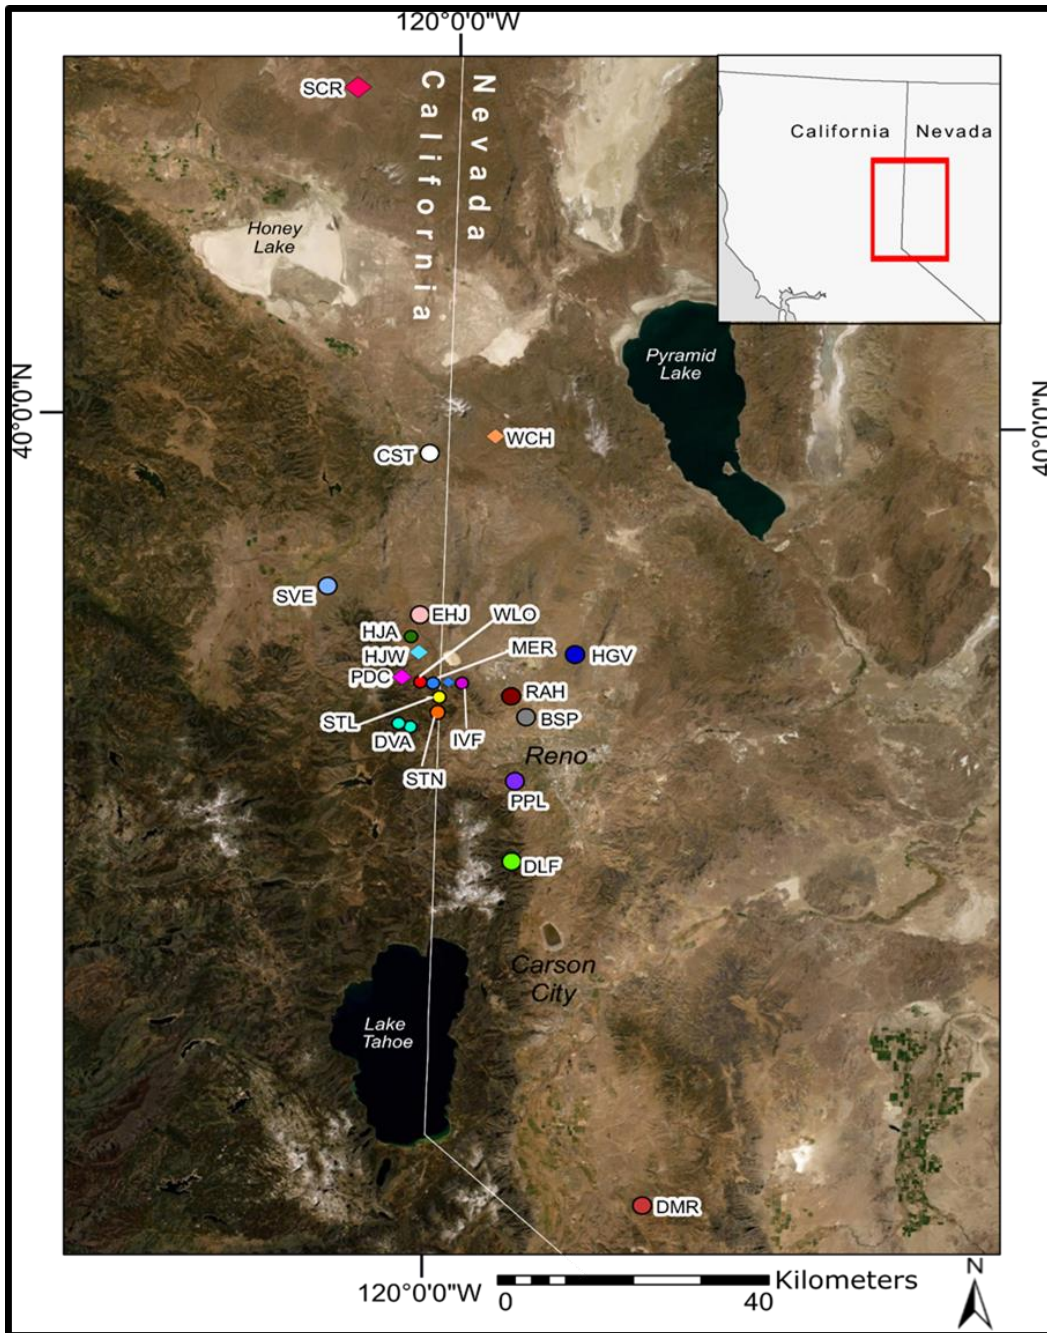 120°0'0"W
SCR
California
Nevada
California Nevada
Honey
Lake
Pyramid
Lake
40°0'0"N
40°0'0"N
WCH
CST
SVE
EHJ
WLO
HJA
MER
HJW
HGV
PDC
RAH
STL
BSP
DVA
IVF
Reno
STN
PPL
DLF
Carson
City
Lake
Tahoe
DMR
120°0'0"W
Kilometers
0 40
N